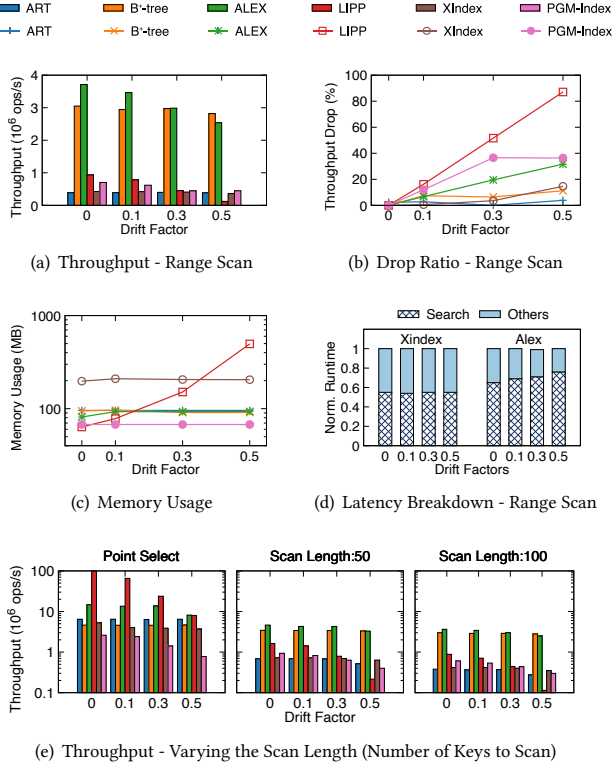 ART B⁺-tree ALEX LIPP XIndex PGM-Index
ART B⁺-tree ALEX LIPP XIndex PGM-Index
Throughput (10⁶ ops/s)
4
3
2
1
0
0 0.1 0.3 0.5
Drift Factor
(a) Throughput - Range Scan
Throughput Drop (%)
100
80
60
40
20
0
0 0.1 0.3 0.5
Drift Factor
(b) Drop Ratio - Range Scan
Memory Usage (MB)
1000
100
0 0.1 0.3 0.5
Drift Factor
(c) Memory Usage
Search Others
Norm. Runtime
Xindex Alex
1
0.8
0.6
0.4
0.2
0
0 0.1 0.3 0.5 0 0.1 0.3 0.5
Drift Factors
(d) Latency Breakdown - Range Scan
Point Select Scan Length:50 Scan Length:100
Throughput (10⁶ ops/s)
100
10
1
0.1
0 0.1 0.3 0.5 0 0.1 0.3 0.5 0 0.1 0.3 0.5
Drift Factor
(e) Throughput - Varying the Scan Length (Number of Keys to Scan)